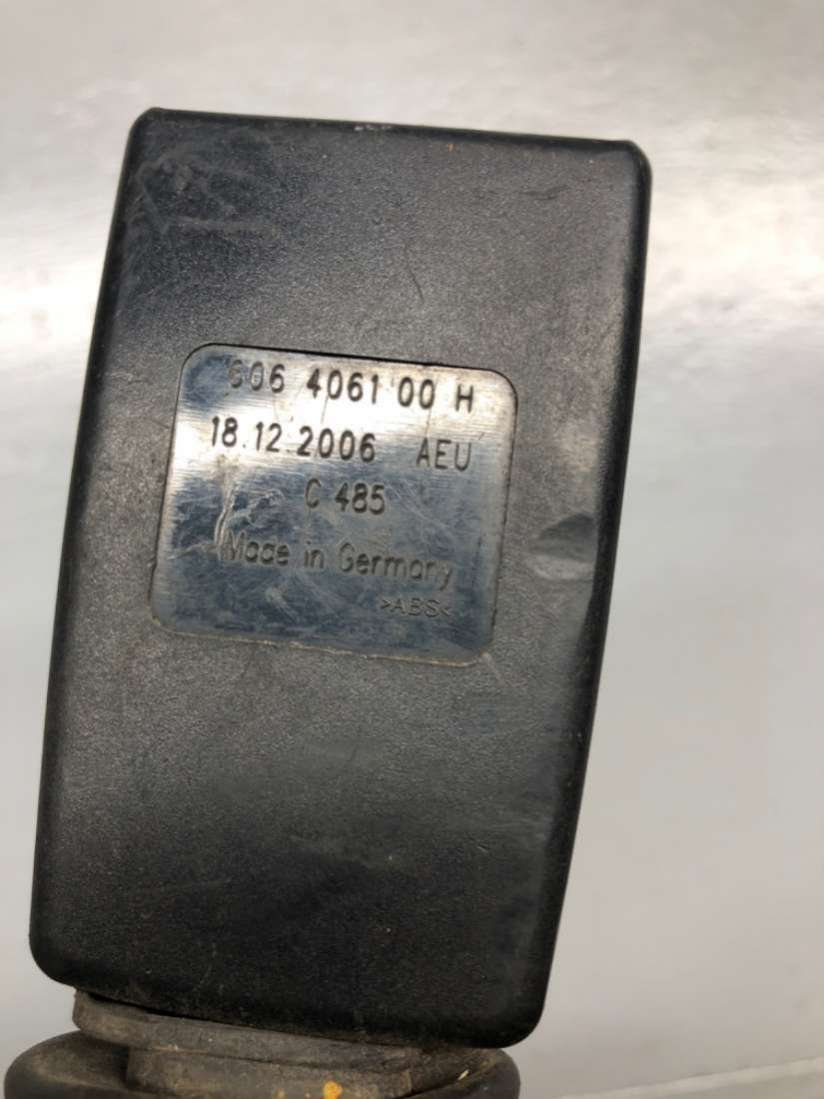 606 4061 00 H
18.12.2006 AEU
C 485
Made in Germany
>ABS<